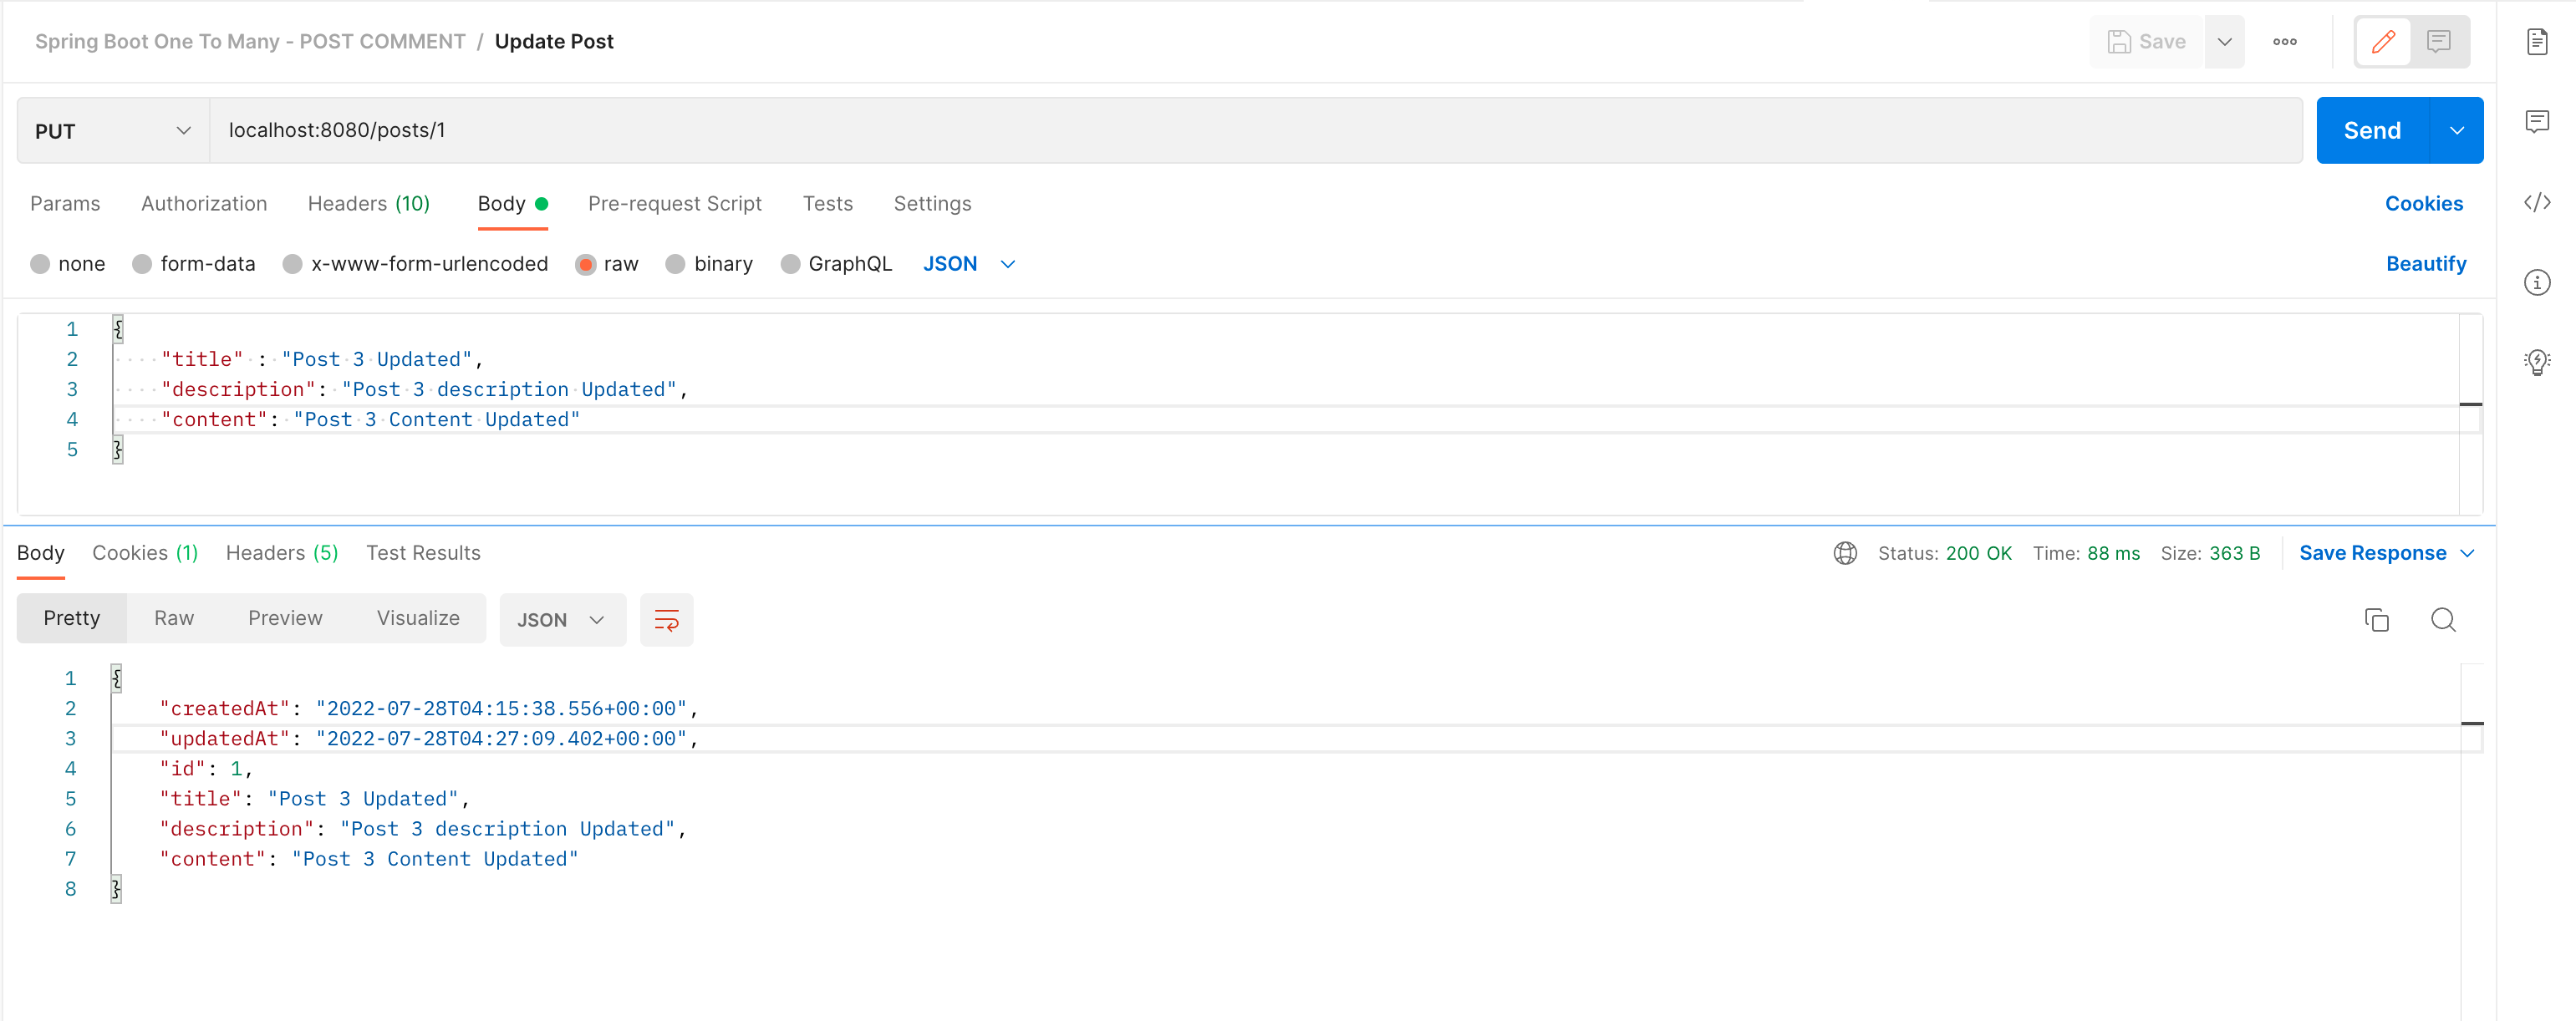 Spring Boot One To Many - POST COMMENT / Update Post
Save
PUT
localhost:8080/posts/1
Send
Params Authorization Headers (10) Body Pre-request Script Tests Settings Cookies
none form-data x-www-form-urlencoded raw binary GraphQL JSON Beautify
1 {
2 "title" : "Post 3 Updated",
3 "description": "Post 3 description Updated",
4 "content": "Post 3 Content Updated"
5 }
Body Cookies (1) Headers (5) Test Results Status: 200 OK Time: 88 ms Size: 363 B Save Response
Pretty Raw Preview Visualize JSON
1 {
2 "createdAt": "2022-07-28T04:15:38.556+00:00",
3 "updatedAt": "2022-07-28T04:27:09.402+00:00",
4 "id": 1,
5 "title": "Post 3 Updated",
6 "description": "Post 3 description Updated",
7 "content": "Post 3 Content Updated"
8 }